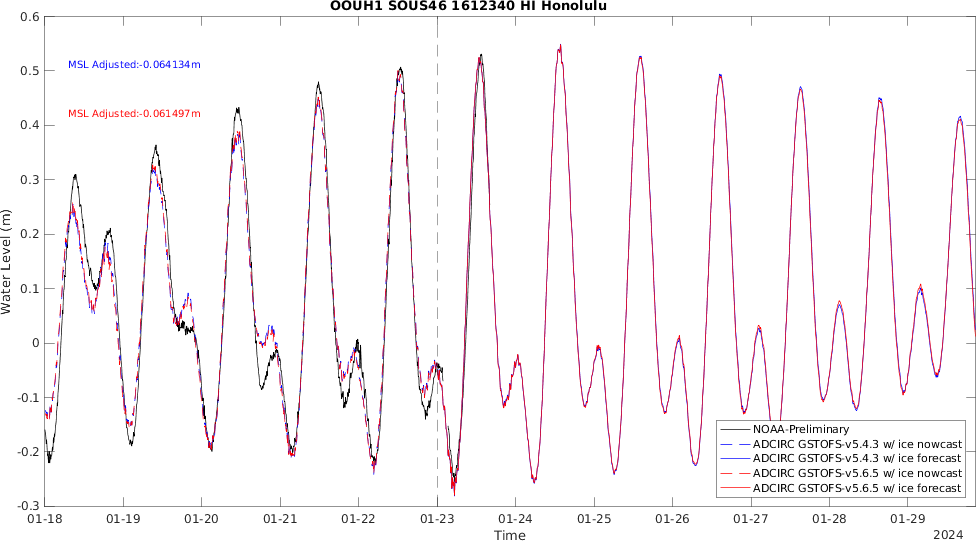 OOUH1 SOUS46 1612340 HI Honolulu
0.6
MSL Adjusted:-0.064134m
0.5
MSL Adjusted:-0.061497m
0.4
0.3
0.2
0.1
0
-0.1
-0.2
-0.3
Water Level (m)
NOAA-Preliminary
ADCIRC GSTOFS-v5.4.3 w/ ice nowcast
ADCIRC GSTOFS-v5.4.3 w/ ice forecast
ADCIRC GSTOFS-v5.6.5 w/ ice nowcast
ADCIRC GSTOFS-v5.6.5 w/ ice forecast
01-18 01-19 01-20 01-21 01-22 01-23 01-24 01-25 01-26 01-27 01-28 01-29
Time
2024